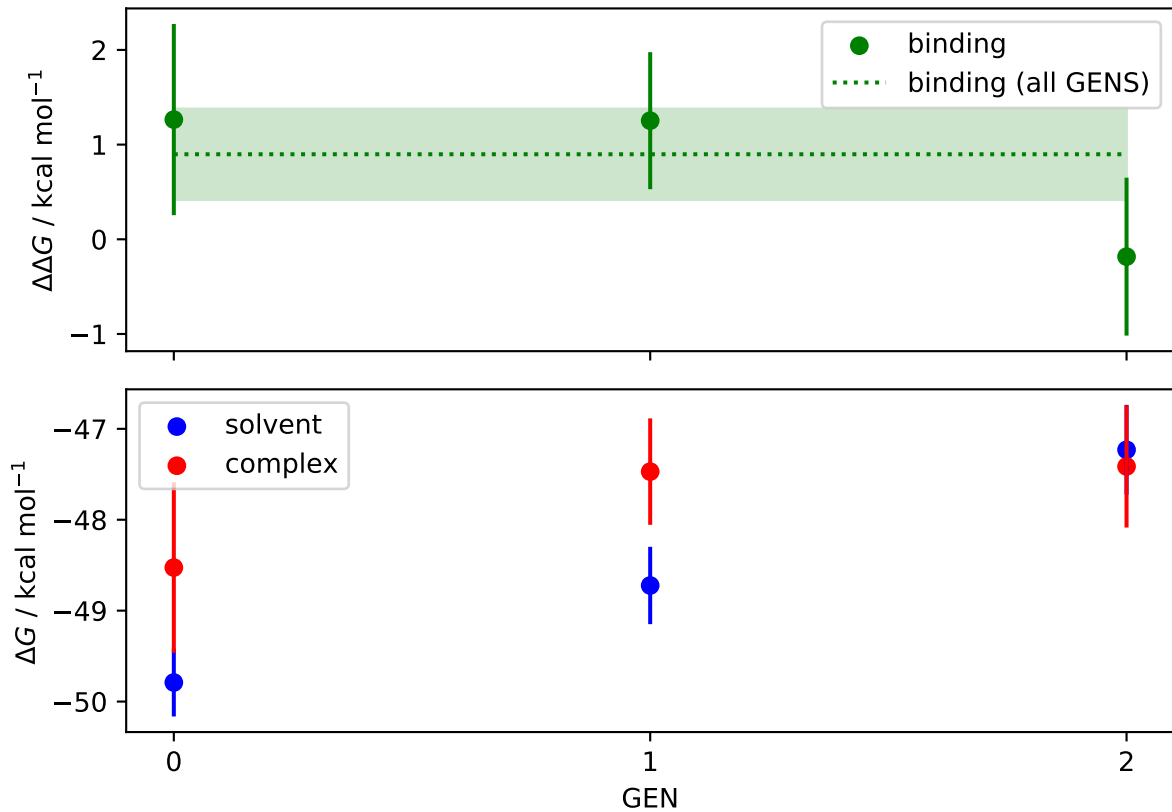 binding
binding (all GENS)
2
1
0
−1
ΔΔG / kcal mol⁻¹
solvent
complex
−47
−48
−49
−50
ΔG / kcal mol⁻¹
0 1 2
GEN